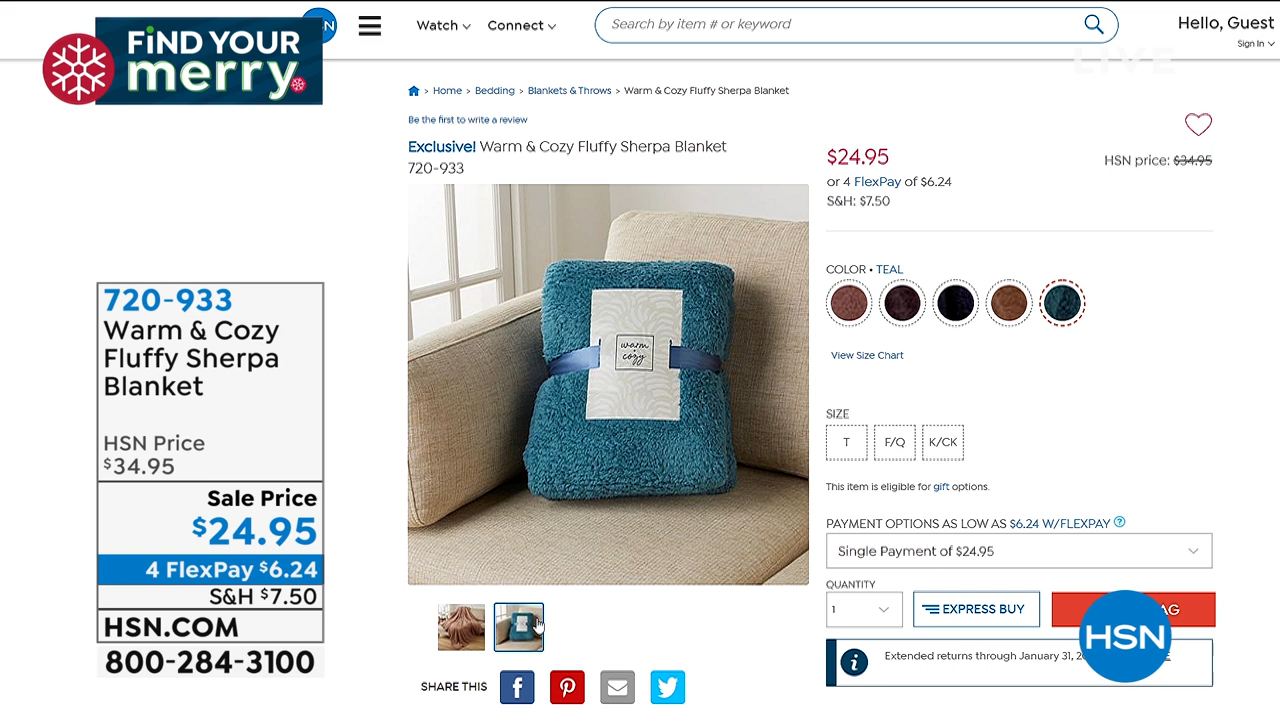 FiND YOUR
merry
Watch
Connect
Search by item # or keyword
Hello, Guest
Sign In
LIVE
> Home > Bedding > Blankets & Throws > Warm & Cozy Fluffy Sherpa Blanket
Be the first to write a review
Exclusive! Warm & Cozy Fluffy Sherpa Blanket
720-933
$24.95
HSN price: $34.95
or 4 FlexPay of $6.24
S&H: $7.50
COLOR • TEAL
View Size Chart
SIZE
T
F/Q
K/CK
This item is eligible for gift options.
PAYMENT OPTIONS AS LOW AS $6.24 W/FLEXPAY ?
Single Payment of $24.95
QUANTITY
1
EXPRESS BUY
AG
HSN
i
Extended returns through January 31, 2
warm
+
cozy
SHARE THIS
720-933
Warm & Cozy
Fluffy Sherpa
Blanket
HSN Price
$34.95
Sale Price
$24.95
4 FlexPay $6.24
S&H $7.50
HSN.COM
800-284-3100